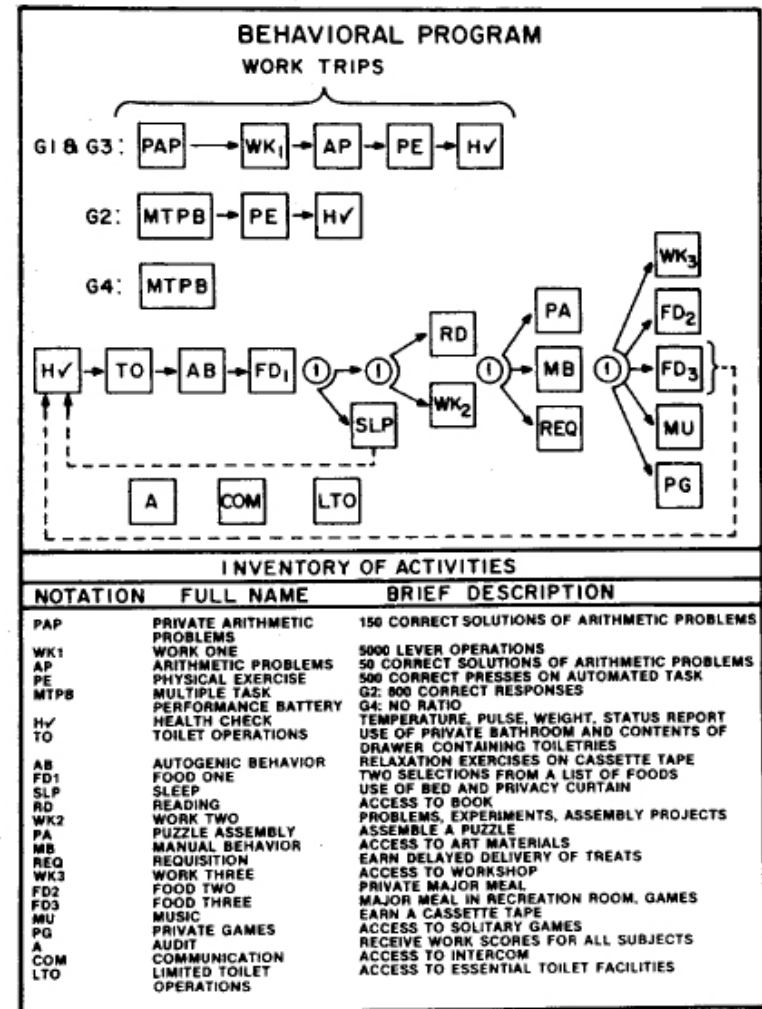 BEHAVIORAL PROGRAM
WORK TRIPS
G1 & G3: PAP WK1 AP PE H✓
G2: MTPB PE H✓
G4: MTPB
WK3
PA FD2
RD
H✓ TO AB FD1 1 1 1 MB 1 FD3
WK2
SLP REQ MU
A COM LTO PG
INVENTORY OF ACTIVITIES
NOTATION FULL NAME BRIEF DESCRIPTION
PAP PRIVATE ARITHMETIC 150 CORRECT SOLUTIONS OF ARITHMETIC PROBLEMS
PROBLEMS
WK1 WORK ONE 5000 LEVER OPERATIONS
AP ARITHMETIC PROBLEMS 50 CORRECT SOLUTIONS OF ARITHMETIC PROBLEMS
PE PHYSICAL EXERCISE 500 CORRECT PRESSES ON AUTOMATED TASK
MTPB MULTIPLE TASK G2: 800 CORRECT RESPONSES
PERFORMANCE BATTERY G4: NO RATIO
H✓ HEALTH CHECK TEMPERATURE, PULSE, WEIGHT, STATUS REPORT
TO TOILET OPERATIONS USE OF PRIVATE BATHROOM AND CONTENTS OF
DRAWER CONTAINING TOILETRIES
AB AUTOGENIC BEHAVIOR RELAXATION EXERCISES ON CASSETTE TAPE
FD1 FOOD ONE TWO SELECTIONS FROM A LIST OF FOODS
SLP SLEEP USE OF BED AND PRIVACY CURTAIN
RD READING ACCESS TO BOOK
WK2 WORK TWO PROBLEMS, EXPERIMENTS, ASSEMBLY PROJECTS
PA PUZZLE ASSEMBLY ASSEMBLE A PUZZLE
MB MANUAL BEHAVIOR ACCESS TO ART MATERIALS
REQ REQUISITION EARN DELAYED DELIVERY OF TREATS
WK3 WORK THREE ACCESS TO WORKSHOP
FD2 FOOD TWO PRIVATE MAJOR MEAL
FD3 FOOD THREE MAJOR MEAL IN RECREATION ROOM, GAMES
MU MUSIC EARN A CASSETTE TAPE
PG PRIVATE GAMES ACCESS TO SOLITARY GAMES
A AUDIT RECEIVE WORK SCORES FOR ALL SUBJECTS
COM COMMUNICATION ACCESS TO INTERCOM
LTO LIMITED TOILET ACCESS TO ESSENTIAL TOILET FACILITIES
OPERATIONS